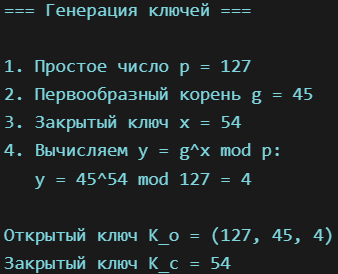 === Генерация ключей ===
1. Простое число p = 127
2. Первообразный корень g = 45
3. Закрытый ключ x = 54
4. Вычисляем y = g^x mod p:
y = 45^54 mod 127 = 4
Открытый ключ K_o = (127, 45, 4)
Закрытый ключ K_c = 54